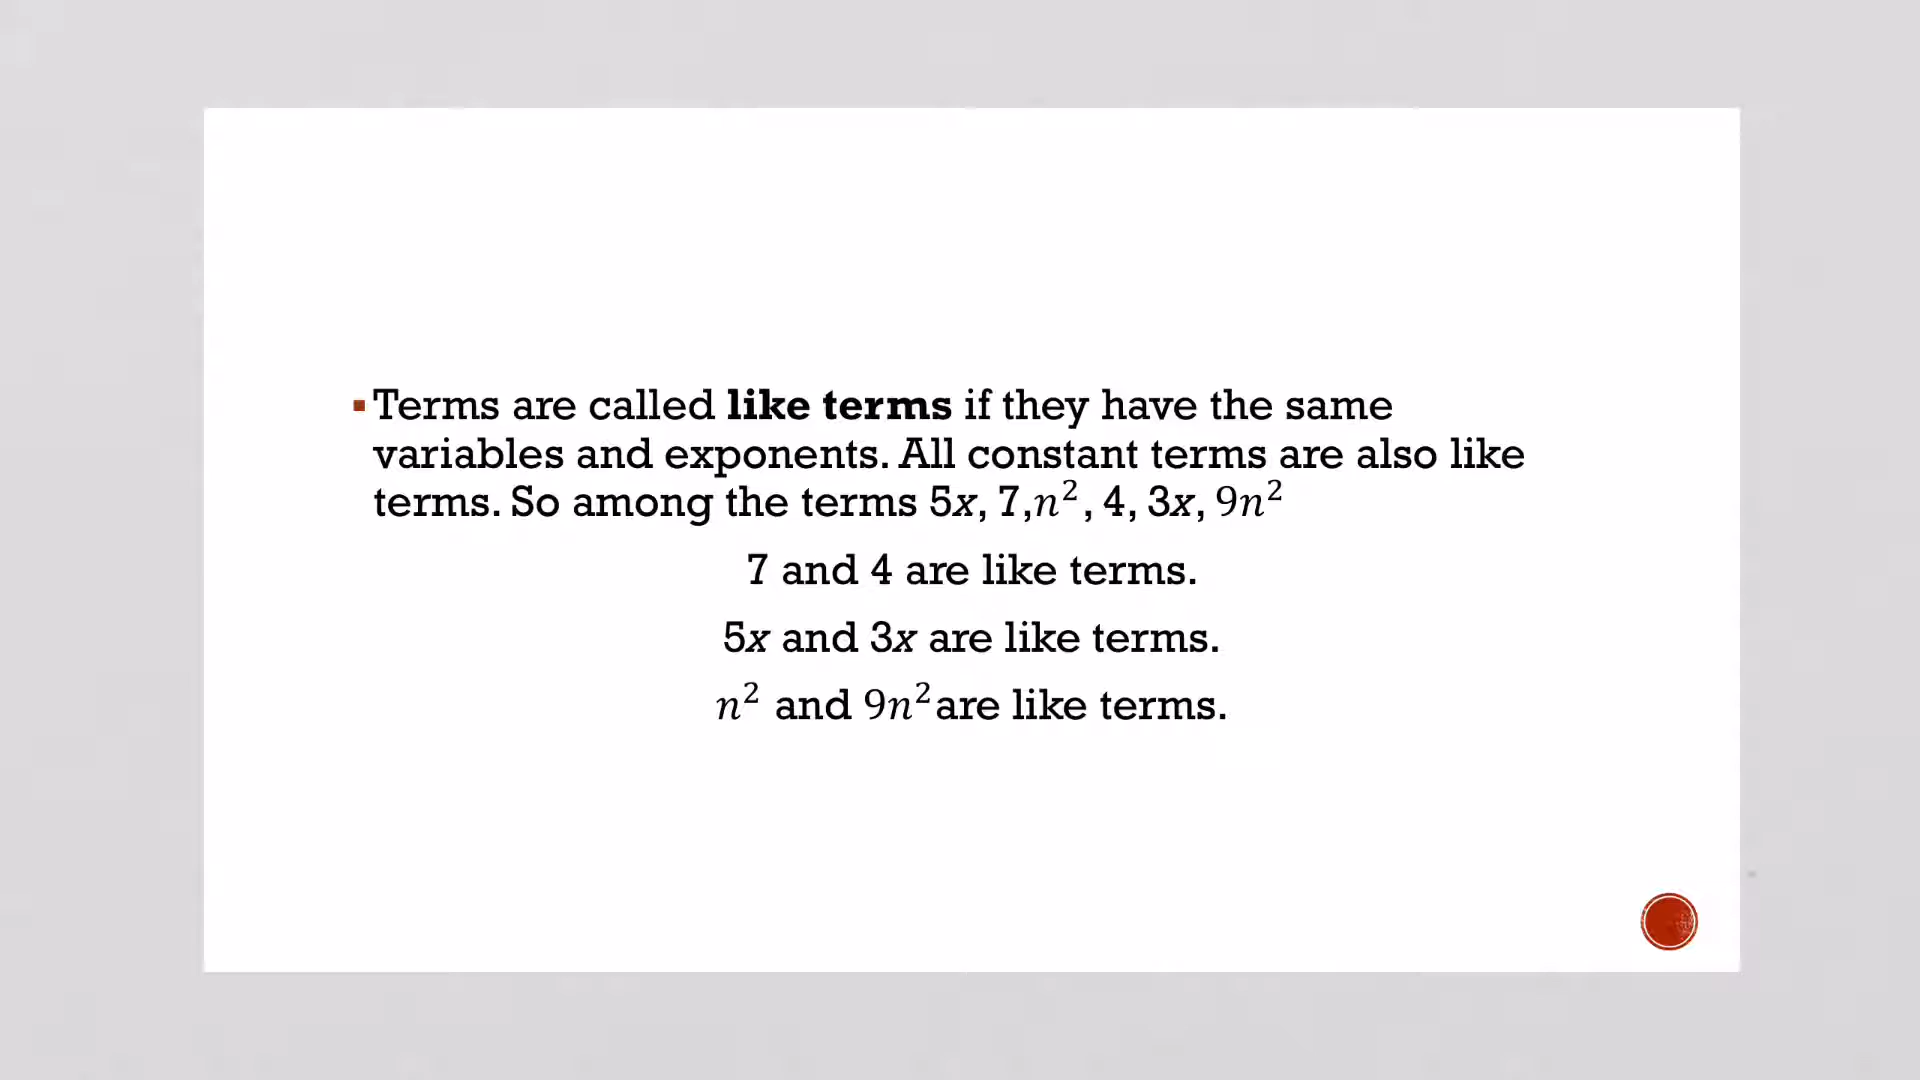 ▪Terms are called like terms if they have the same
variables and exponents. All constant terms are also like
terms. So among the terms 5x, 7,n², 4, 3x, 9n²
7 and 4 are like terms.
5x and 3x are like terms.
n² and 9n²are like terms.